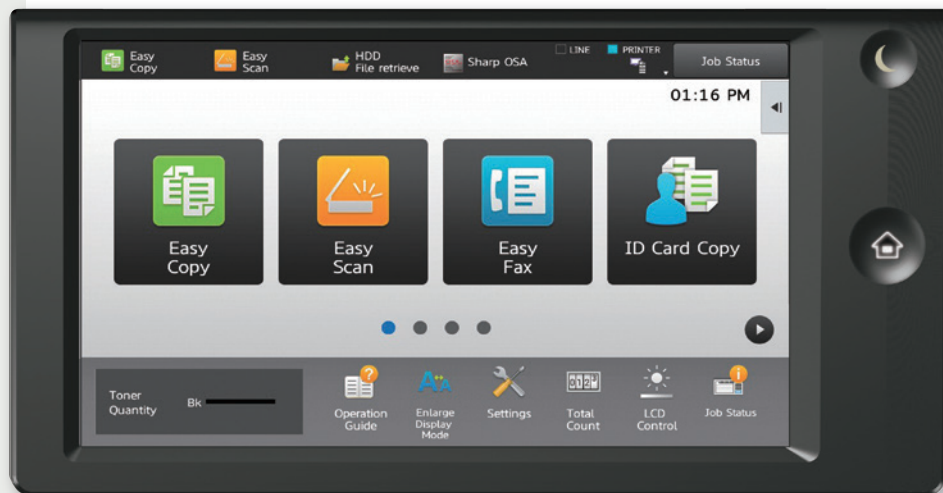 Easy
Copy
Easy
Scan
HDD
File retrieve
Sharp OSA
LINE
PRINTER
Job Status
01:16 PM
Easy
Copy
Easy
Scan
Easy
Fax
ID Card Copy
Toner
Quantity
Bk
Operation
Guide
Enlarge
Display
Mode
Settings
Total
Count
LCD
Control
Job Status